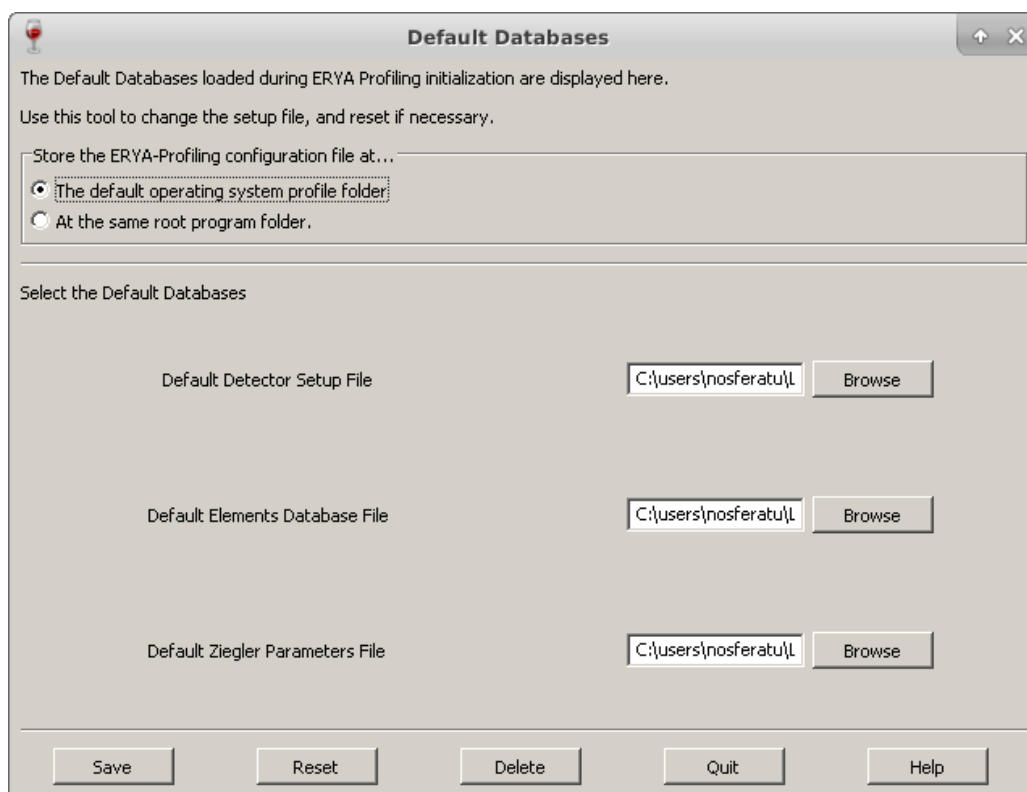 Default Databases
The Default Databases loaded during ERYA Profiling initialization are displayed here.
Use this tool to change the setup file, and reset if necessary.
Store the ERYA-Profiling configuration file at...
The default operating system profile folder
At the same root program folder.
Select the Default Databases
Default Detector Setup File C:\users\nosferatu\L Browse
Default Elements Database File C:\users\nosferatu\L Browse
Default Ziegler Parameters File C:\users\nosferatu\L Browse
Save Reset Delete Quit Help